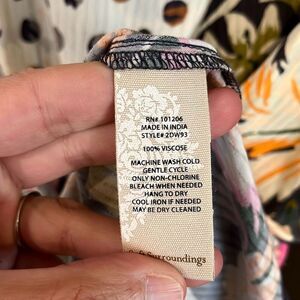 RN# 101206
MADE IN INDIA
STYLE# 2DW93
100% VISCOSE
MACHINE WASH COLD
GENTLE CYCLE
ONLY NON-CHLORINE
BLEACH WHEN NEEDED
HANG TO DRY
COOL IRON IF NEEDED
MAY BE DRY CLEANED
Surroundings